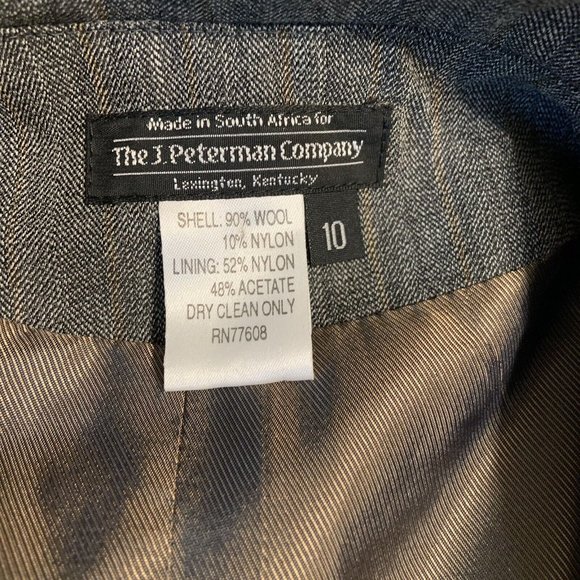 Made in South Africa for
The J. Peterman Company
Lexington, Kentucky
10
SHELL: 90% WOOL
10% NYLON
LINING: 52% NYLON
48% ACETATE
DRY CLEAN ONLY
RN77608